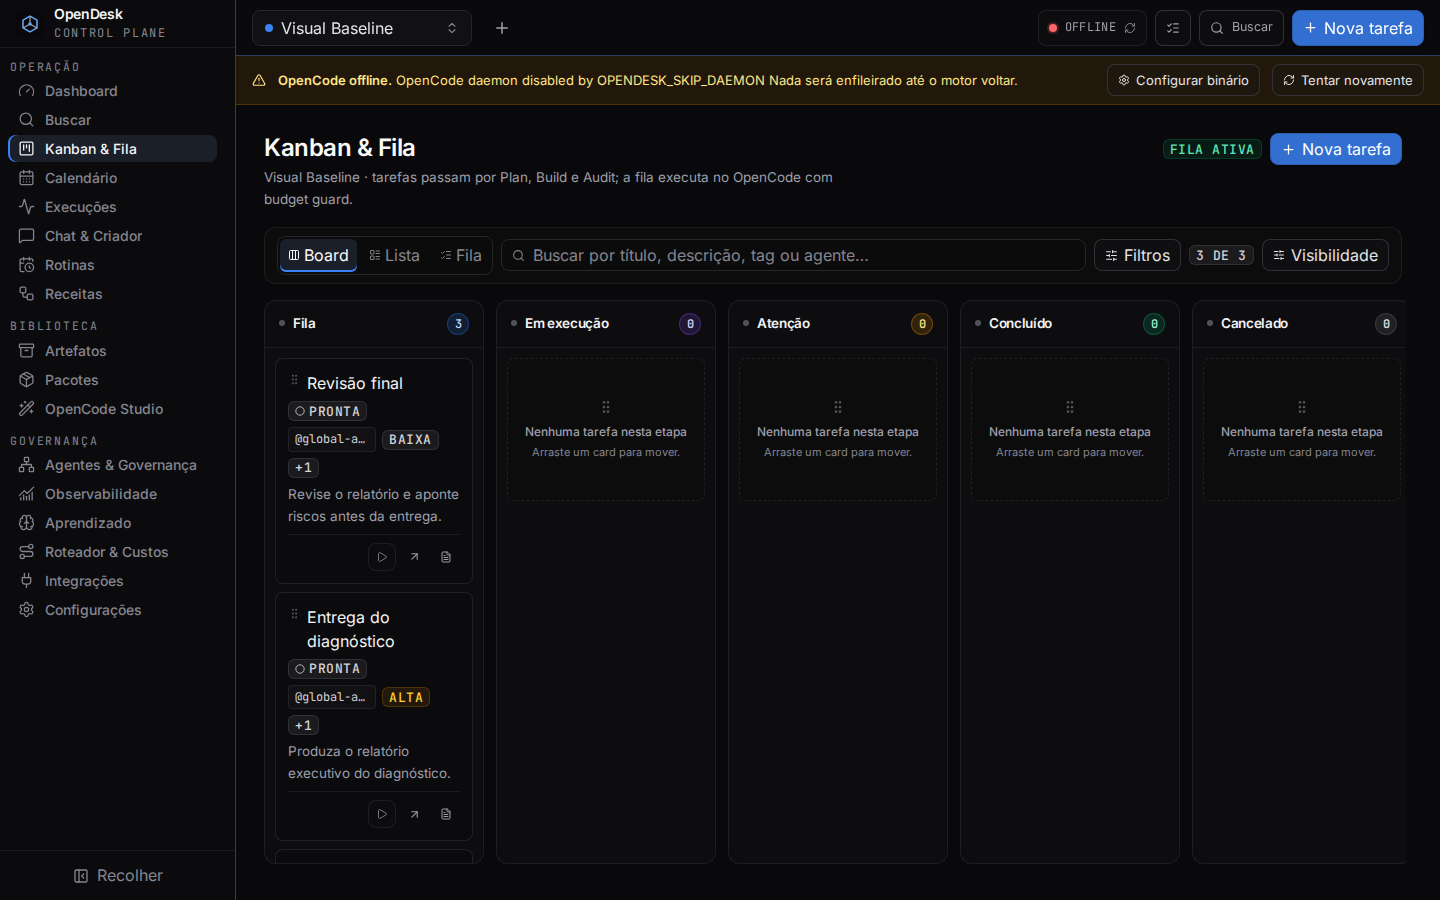 OpenDesk
CONTROL PLANE
OPERAÇÃO
Dashboard
Buscar
Kanban & Fila
Calendário
Execuções
Chat & Criador
Rotinas
Receitas
BIBLIOTECA
Artefatos
Pacotes
OpenCode Studio
GOVERNANÇA
Agentes & Governança
Observabilidade
Aprendizado
Roteador & Custos
Integrações
Configurações
Recolher
Visual Baseline
OFFLINE
Buscar
Nova tarefa
OpenCode offline. OpenCode daemon disabled by OPENDESK_SKIP_DAEMON Nada será enfileirado até o motor voltar.
Configurar binário
Tentar novamente
Kanban & Fila
Visual Baseline · tarefas passam por Plan, Build e Audit; a fila executa no OpenCode com
budget guard.
FILA ATIVA
Nova tarefa
Board
Lista
Fila
Buscar por título, descrição, tag ou agente...
Filtros
3 DE 3
Visibilidade
Fila
3
Revisão final
PRONTA
@global-a…
BAIXA
+1
Revise o relatório e aponte
riscos antes da entrega.
Entrega do
diagnóstico
PRONTA
@global-a…
ALTA
+1
Produza o relatório
executivo do diagnóstico.
Em execução
0
Nenhuma tarefa nesta etapa
Arraste um card para mover.
Atenção
0
Nenhuma tarefa nesta etapa
Arraste um card para mover.
Concluído
0
Nenhuma tarefa nesta etapa
Arraste um card para mover.
Cancelado
0
Nenhuma tarefa nesta etapa
Arraste um card para mover.